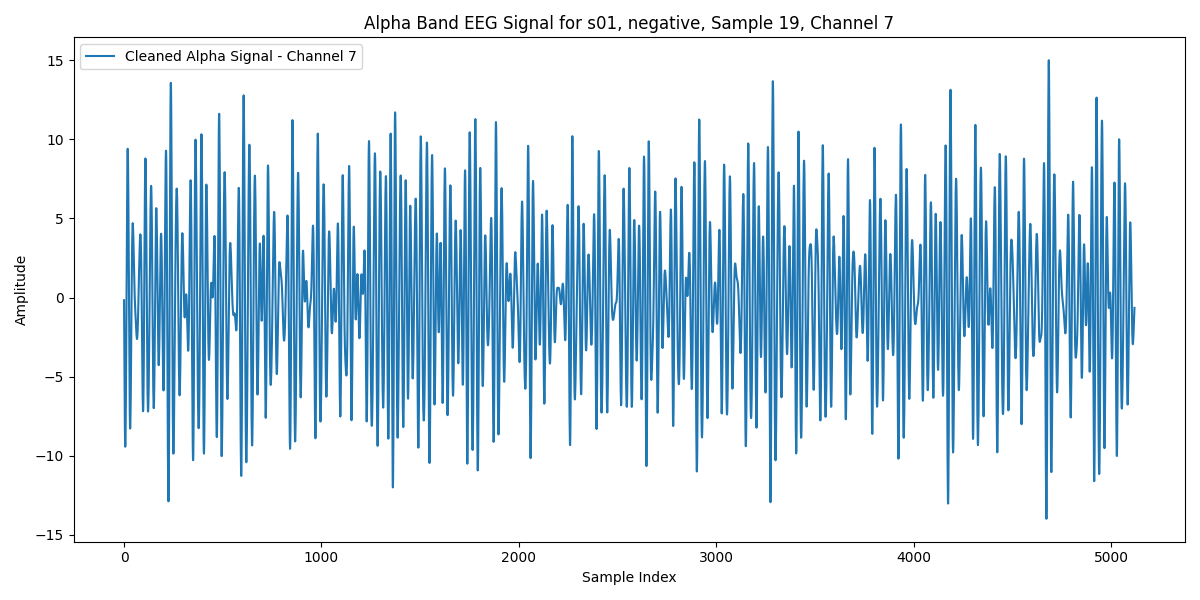 Alpha Band EEG Signal for s01, negative, Sample 19, Channel 7
Cleaned Alpha Signal - Channel 7
15
10
5
0
−5
−10
−15
Amplitude
0 1000 2000 3000 4000 5000
Sample Index